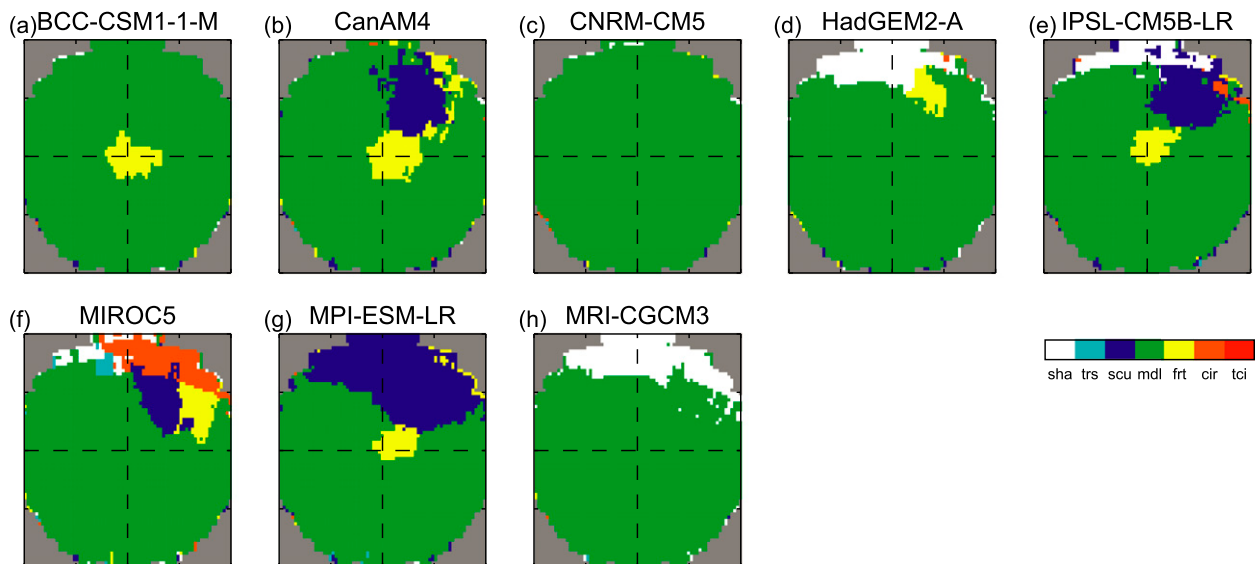 (a) BCC-CSM1-1-M
(b) CanAM4
(c) CNRM-CM5
(d) HadGEM2-A
(e) IPSL-CM5B-LR
(f) MIROC5
(g) MPI-ESM-LR
(h) MRI-CGCM3
sha trs scu mdl frt cir tci